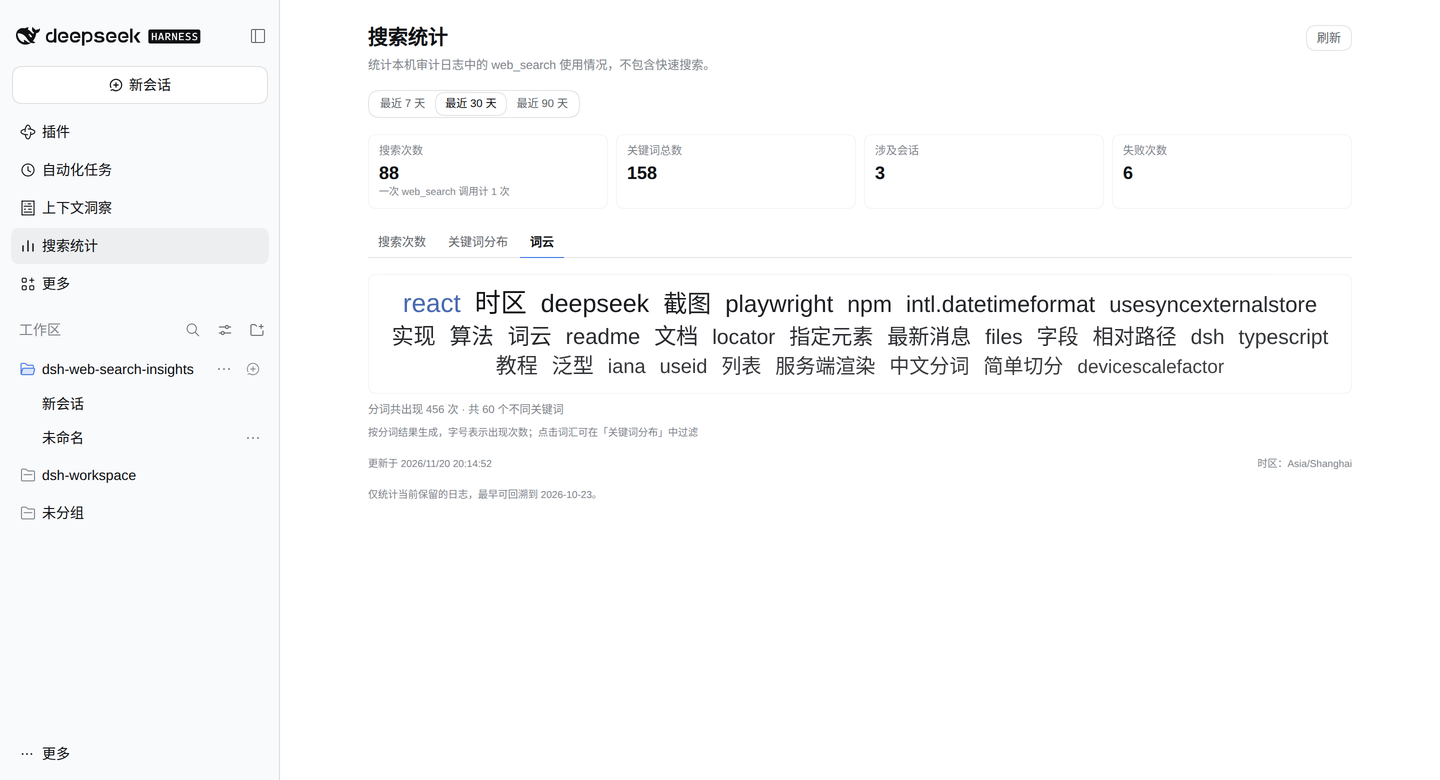 deepseek HARNESS
新会话
插件
自动化任务
上下文洞察
搜索统计
更多
工作区
dsh-web-search-insights
新会话
未命名
dsh-workspace
未分组
更多
搜索统计
刷新
统计本机审计日志中的 web_search 使用情况，不包含快速搜索。
最近 7 天 最近 30 天 最近 90 天
搜索次数
88
一次 web_search 调用计 1 次
关键词总数
158
涉及会话
3
失败次数
6
搜索次数 关键词分布 词云
react 时区 deepseek 截图 playwright npm intl.datetimeformat usesyncexternalstore
实现 算法 词云 readme 文档 locator 指定元素 最新消息 files 字段 相对路径 dsh typescript
教程 泛型 iana useid 列表 服务端渲染 中文分词 简单切分 devicescalefactor
分词共出现 456 次 · 共 60 个不同关键词
按分词结果生成，字号表示出现次数；点击词汇可在「关键词分布」中过滤
更新于 2026/11/20 20:14:52
时区：Asia/Shanghai
仅统计当前保留的日志，最早可回溯到 2026-10-23。